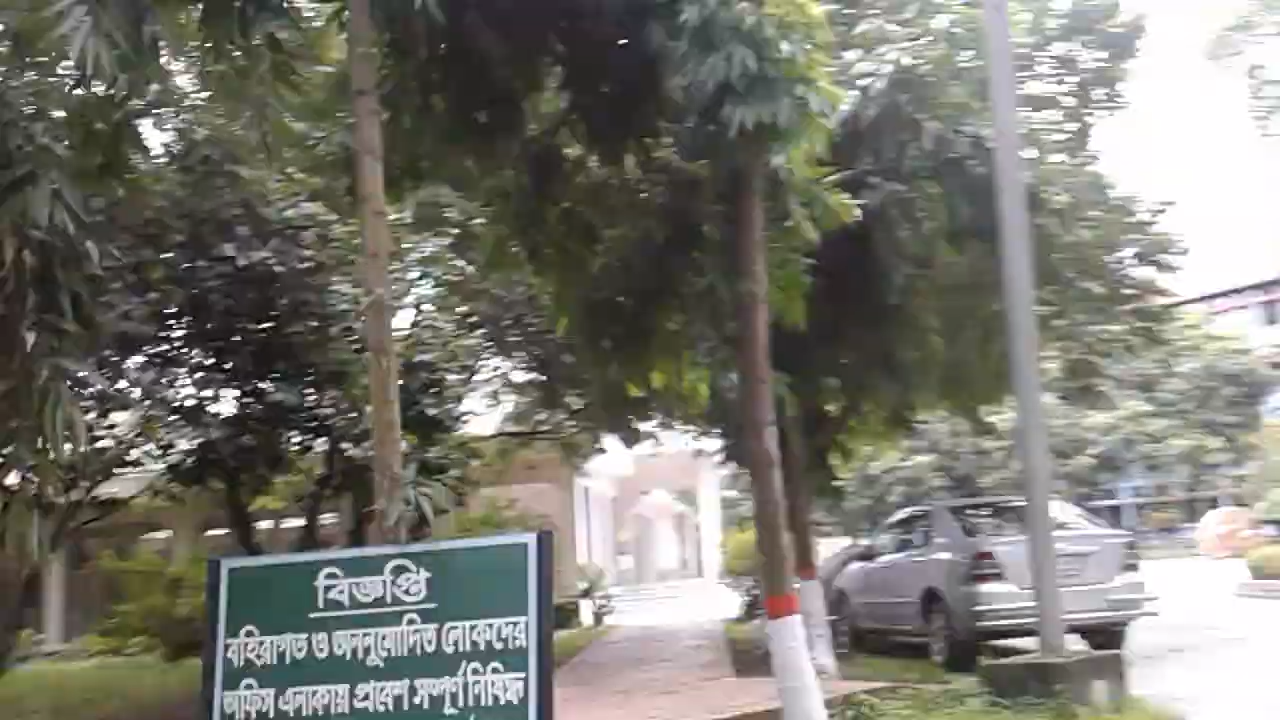 বিজ্ঞপ্তি
বহিরাগত ও অননুমোদিত লোকদের
অফিস এলাকায় প্রবেশ সম্পূর্ণ নিষিদ্ধ